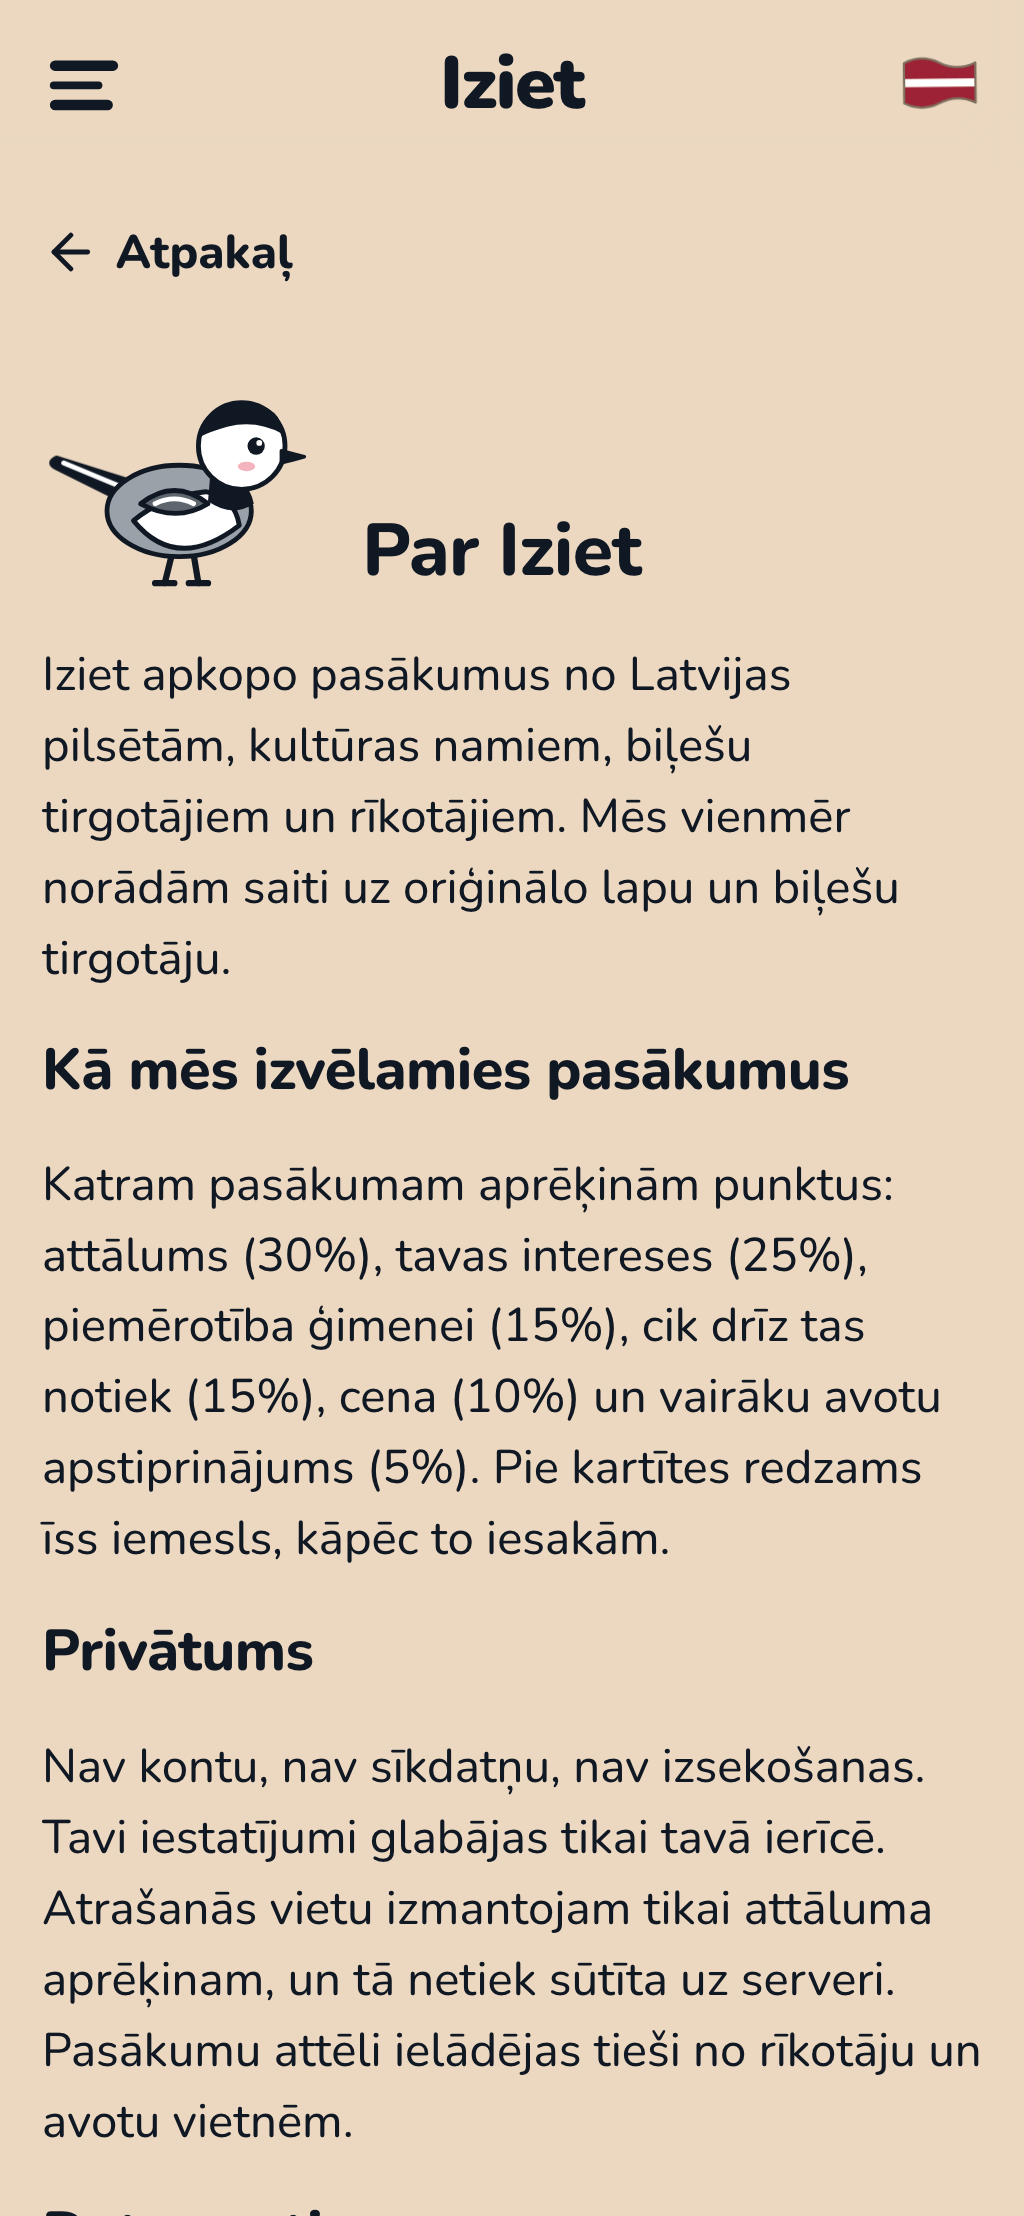 Iziet
Atpakaļ
Par Iziet
Iziet apkopo pasākumus no Latvijas
pilsētām, kultūras namiem, biļešu
tirgotājiem un rīkotājiem. Mēs vienmēr
norādām saiti uz oriģinālo lapu un biļešu
tirgotāju.
Kā mēs izvēlamies pasākumus
Katram pasākumam aprēķinām punktus:
attālums (30%), tavas intereses (25%),
piemērotība ģimenei (15%), cik drīz tas
notiek (15%), cena (10%) un vairāku avotu
apstiprinājums (5%). Pie kartītes redzams
īss iemesls, kāpēc to iesakām.
Privātums
Nav kontu, nav sīkdatņu, nav izsekošanas.
Tavi iestatījumi glabājas tikai tavā ierīcē.
Atrašanās vietu izmantojam tikai attāluma
aprēķinam, un tā netiek sūtīta uz serveri.
Pasākumu attēli ielādējas tieši no rīkotāju un
avotu vietnēm.